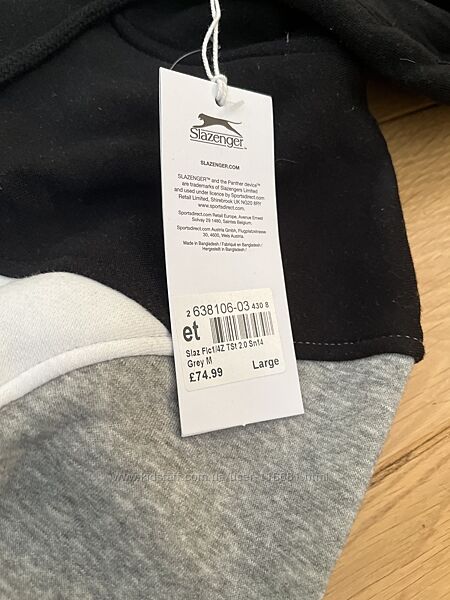 Slazenger
SLAZENGER.COM
SLAZENGER™ and the Panther device™
are trademarks of Slazengers Limited
and used under licence by Sportsdirect.com
Retail Limited, Shirebrook UK NG20 8RY
www.sportsdirect.com
Sportsdirect.com Retail Europe, Avenue Ernest
Solvay 29 1480, Saintes Belgium;
Sportsdirect.com Austria Gmbh, Flugplatzstrasse
30, 4600, Wels Austria.
Made in Bangladesh / Fabriqué en Bangladesh /
Hergestellt in Bangladesh /
2 638106-03 430 8
et
Slaz Flc1/4Z TSt 2.0 Sn14
Grey M
£74.99 Large